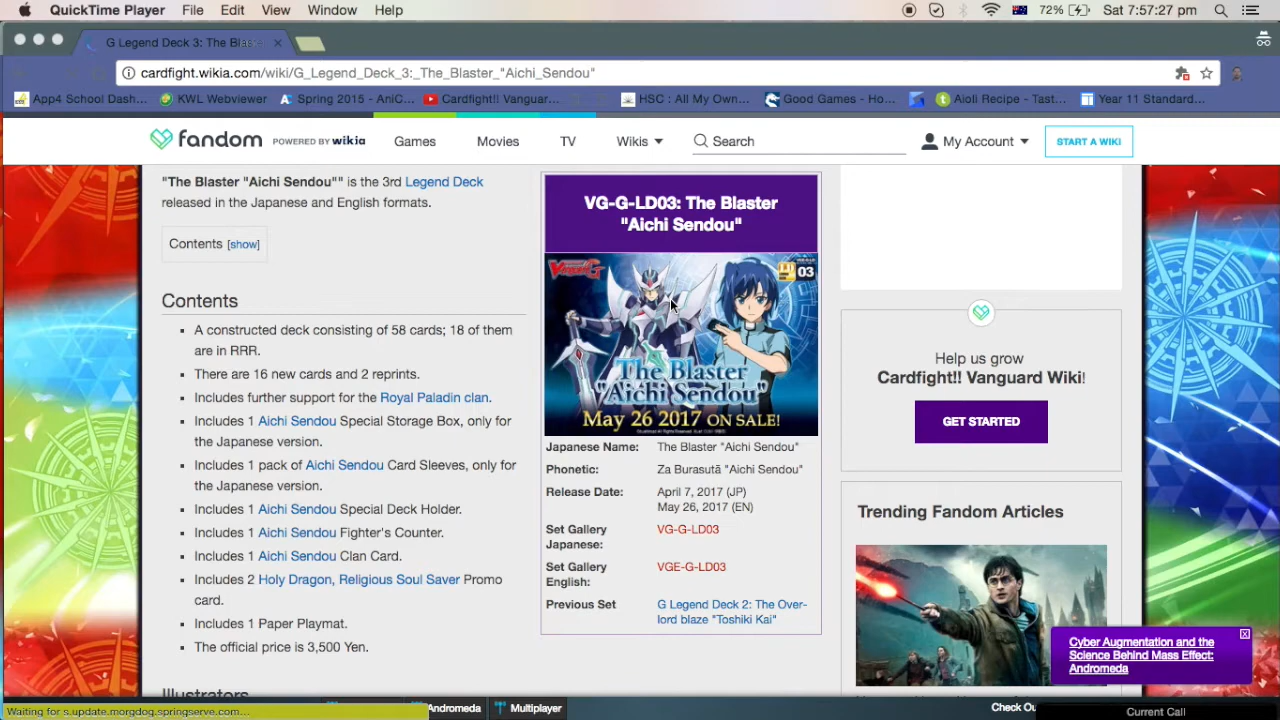 QuickTime Player File Edit View Window Help 72% Sat 7:57:27 pm
G Legend Deck 3: The Blaster
cardfight.wikia.com/wiki/G_Legend_Deck_3:_The_Blaster_"Aichi_Sendou"
App4 School Dash... KWL Webviewer Spring 2015 - AniC... Cardfight!! Vanguar... HSC : All My Own... Good Games - Ho... Aioli Recipe - Tast... Year 11 Standard...
fandom POWERED BY wikia Games Movies TV Wikis Search My Account START A WIKI
"The Blaster "Aichi Sendou"" is the 3rd Legend Deck
released in the Japanese and English formats.
Contents [show]
Contents
A constructed deck consisting of 58 cards; 18 of them
are in RRR.
There are 16 new cards and 2 reprints.
Includes further support for the Royal Paladin clan.
Includes 1 Aichi Sendou Special Storage Box, only for
the Japanese version.
Includes 1 pack of Aichi Sendou Card Sleeves, only for
the Japanese version.
Includes 1 Aichi Sendou Special Deck Holder.
Includes 1 Aichi Sendou Fighter's Counter.
Includes 1 Aichi Sendou Clan Card.
Includes 2 Holy Dragon, Religious Soul Saver Promo
card.
Includes 1 Paper Playmat.
The official price is 3,500 Yen.
Illustrators
VG-G-LD03: The Blaster
"Aichi Sendou"
VANGUARD G
03
The Blaster
"Aichi Sendou"
May 26 2017 ON SALE!
Japanese Name: The Blaster "Aichi Sendou"
Phonetic: Za Burasutā "Aichi Sendou"
Release Date: April 7, 2017 (JP)
May 26, 2017 (EN)
Set Gallery VG-G-LD03
Japanese:
Set Gallery VGE-G-LD03
English:
Previous Set G Legend Deck 2: The Over-
lord blaze "Toshiki Kai"
Help us grow
Cardfight!! Vanguard Wiki!
GET STARTED
Trending Fandom Articles
Cyber Augmentation and the
Science Behind Mass Effect:
Andromeda
Waiting for s.update.morgdog.springserve.com... Andromeda Multiplayer Check Ou
Current Call